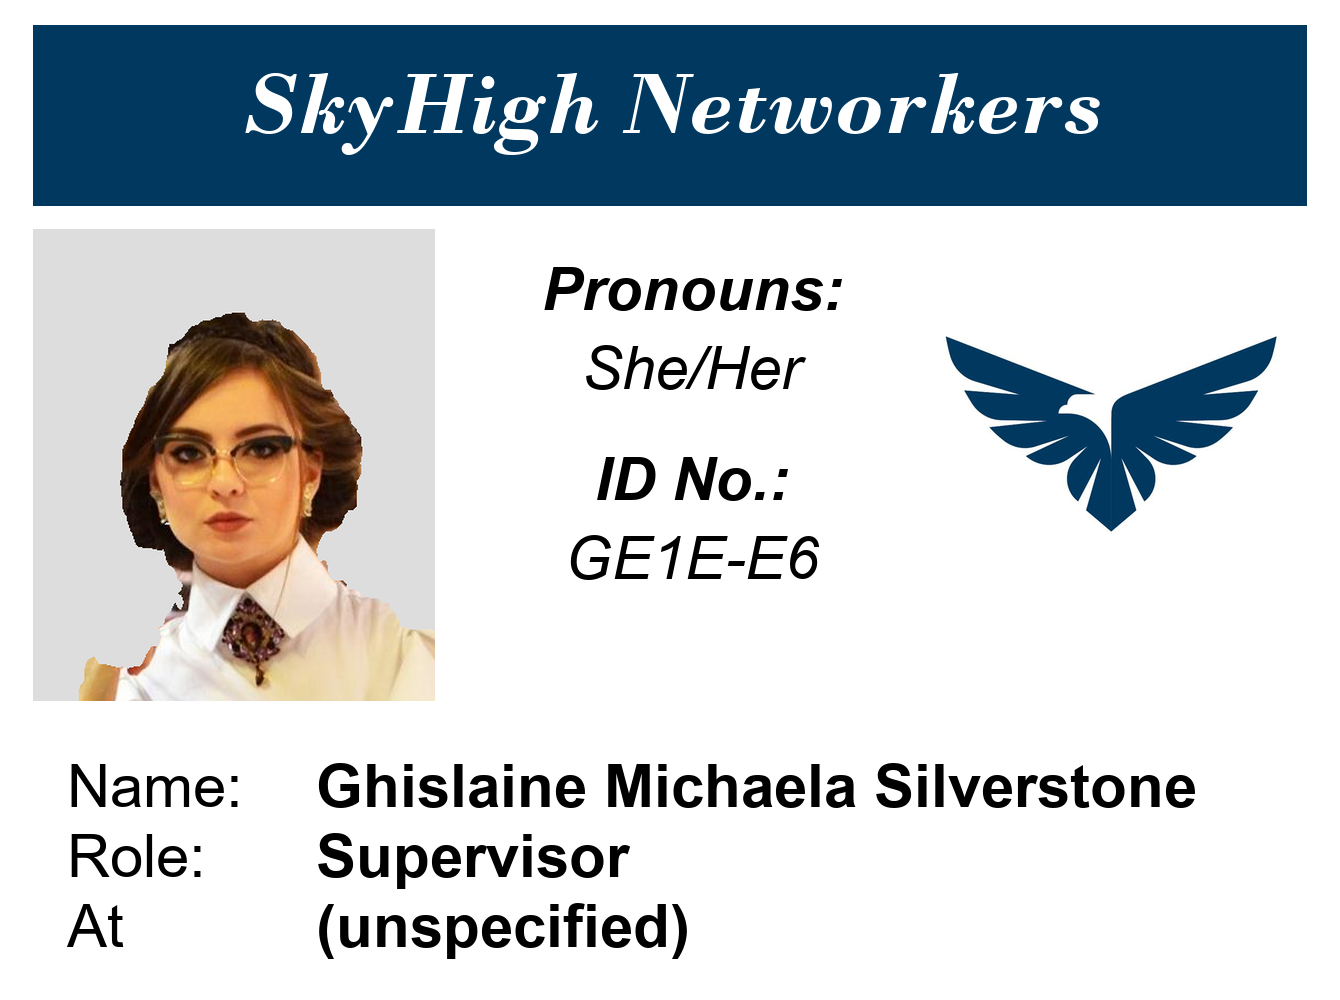 SkyHigh Networkers
Pronouns:
She/Her
ID No.:
GE1E-E6
Name: Ghislaine Michaela Silverstone
Role: Supervisor
At (unspecified)